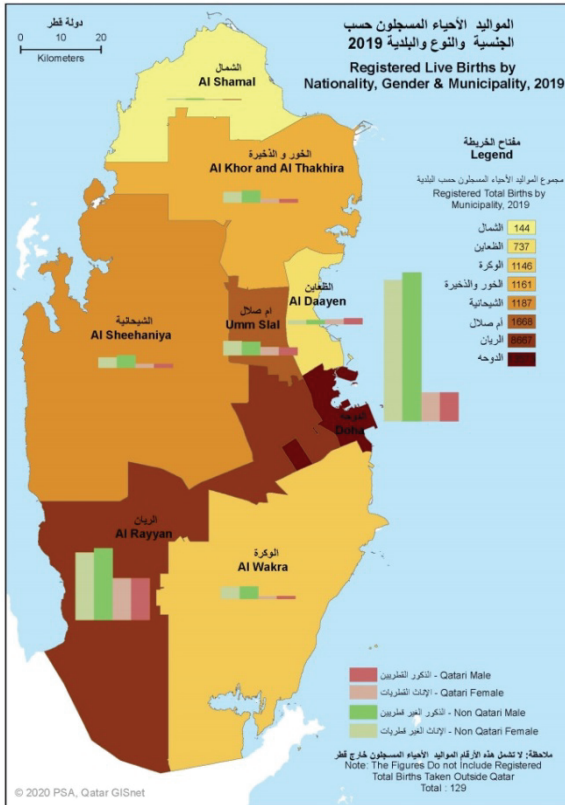 دولة قطر
20 10 0
Kilometers
المواليد الأحياء المسجلون حسب
الجنسية والنوع والبلدية 2019
Registered Live Births by
Nationality, Gender & Municipality, 2019
الشمال
Al Shamal
الخور و الذخيرة
Al Khor and Al Thakhira
مفتاح الخريطة
Legend
مجموع المواليد الأحياء المسجلون حسب البلدية
Registered Total Births by
Municipality, 2019
الشمال 144
الظعاين 737
الوكرة 1146
الخور والذخيرة 1161
الشيحانية 1187
أم صلال 1668
الريان 8667
الدوحه
الظعاين
Al Daayen
أم صلال
Umm Slal
الشيحانية
Al Sheehaniya
الدوحة
Doha
الريان
Al Rayyan
الوكرة
Al Wakra
الذكور القطريين - Qatari Male
الإناث القطريات - Qatari Female
الذكور الغير قطريين - Non Qatari Male
الإناث الغير قطريات - Non Qatari Female
ملاحظة: لا تشمل هذه الأرقام المواليد الأحياء المسجلون خارج قطر
Note: The Figures Do not Include Registered
Total Births Taken Outside Qatar
Total : 129
© 2020 PSA, Qatar GISnet